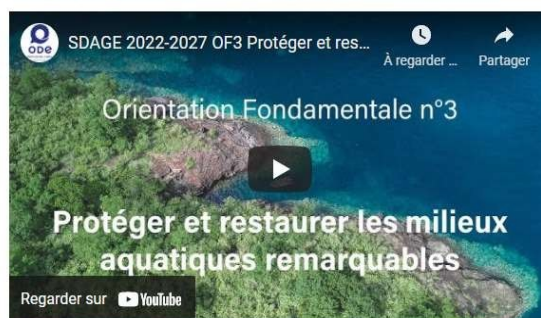 ODE
SDAGE 2022-2027 OF3 Protéger et res...
À regarder ...
Partager
Orientation Fondamentale n°3
Protéger et restaurer les milieux
aquatiques remarquables
Regarder sur YouTube